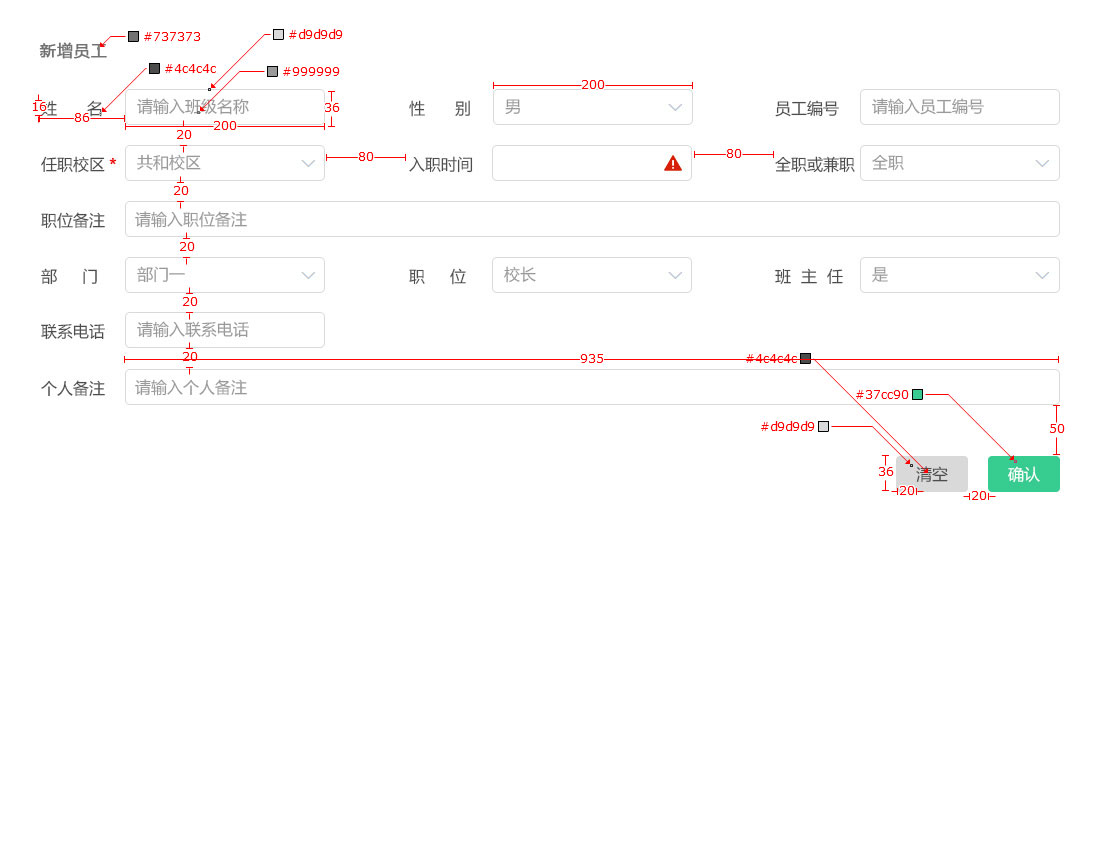 #737373 #d9d9d9
新增员工
#4c4c4c #999999
200
16 姓 名 请输入班级名称 36 性 别 男 员工编号 请输入员工编号
86 200
20
任职校区 * 共和校区 80 入职时间 80 全职或兼职 全职
20
职位备注 请输入职位备注
20
部 门 部门一 职 位 校长 班 主 任 是
20
联系电话 请输入联系电话
20 935 #4c4c4c
个人备注 请输入个人备注 #37cc90
#d9d9d9 50
36 清空 确认
20 20